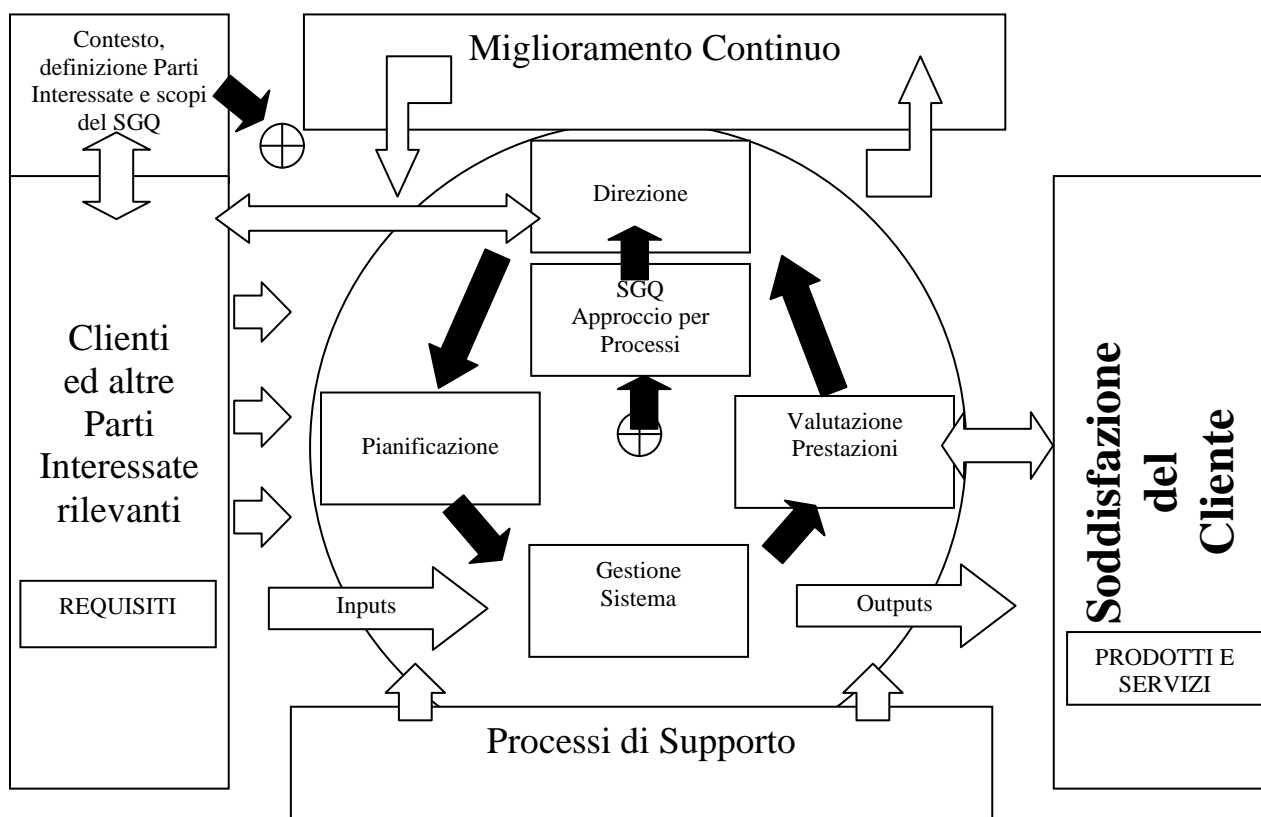 Contesto,
definizione Parti
Interessate e scopi
del SGQ
Miglioramento Continuo
Direzione
SGQ
Approccio per
Processi
Clienti
ed altre
Parti
Interessate
rilevanti
Pianificazione
Valutazione
Prestazioni
Soddisfazione
del
Cliente
Gestione
Sistema
REQUISITI
Inputs
Outputs
PRODOTTI E
SERVIZI
Processi di Supporto